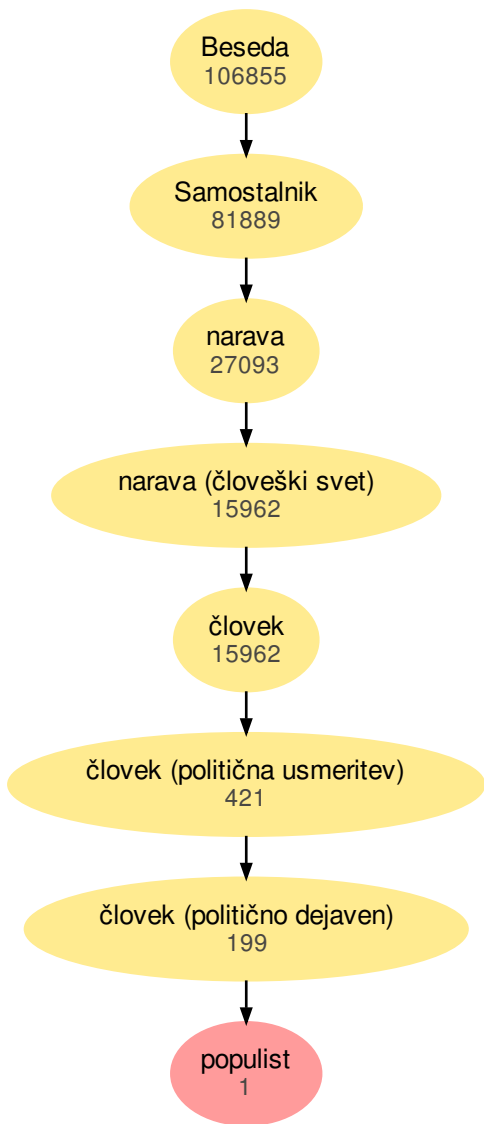 Beseda
106855
Samostalnik
81889
narava
27093
narava (človeški svet)
15962
človek
15962
človek (politična usmeritev)
421
človek (politično dejaven)
199
populist
1